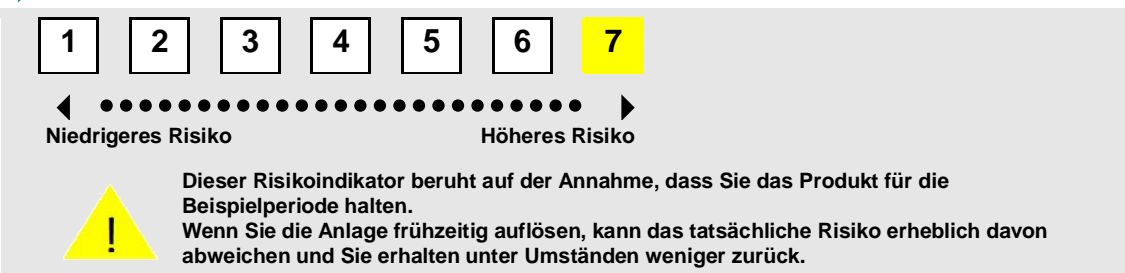 1 2 3 4 5 6 7
Niedrigeres Risiko Höheres Risiko
Dieser Risikoindikator beruht auf der Annahme, dass Sie das Produkt für die
Beispielperiode halten.
Wenn Sie die Anlage frühzeitig auflösen, kann das tatsächliche Risiko erheblich davon
abweichen und Sie erhalten unter Umständen weniger zurück.
!